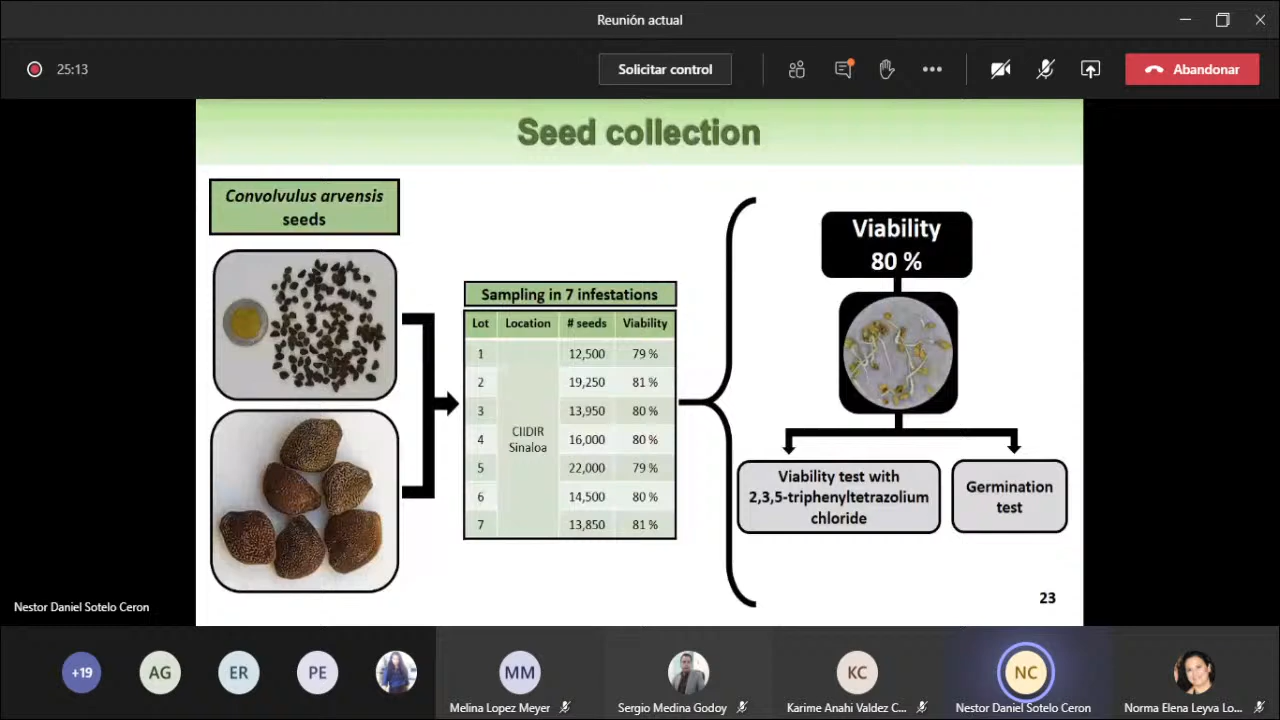 Reunión actual
25:13
Solicitar control
Abandonar
Seed collection
Convolvulus arvensis
seeds
Sampling in 7 infestations
Lot Location # seeds Viability
1 12,500 79 %
2 19,250 81 %
3 13,950 80 %
4 16,000 80 %
5 22,000 79 %
6 14,500 80 %
7 13,850 81 %
CIIDIR
Sinaloa
Viability
80 %
Viability test with
2,3,5-triphenyltetrazolium
chloride
Germination
test
23
Nestor Daniel Sotelo Ceron
+19 AG ER PE MM KC NC
Melina Lopez Meyer Sergio Medina Godoy Karime Anahi Valdez C... Nestor Daniel Sotelo Ceron Norma Elena Leyva Lo...